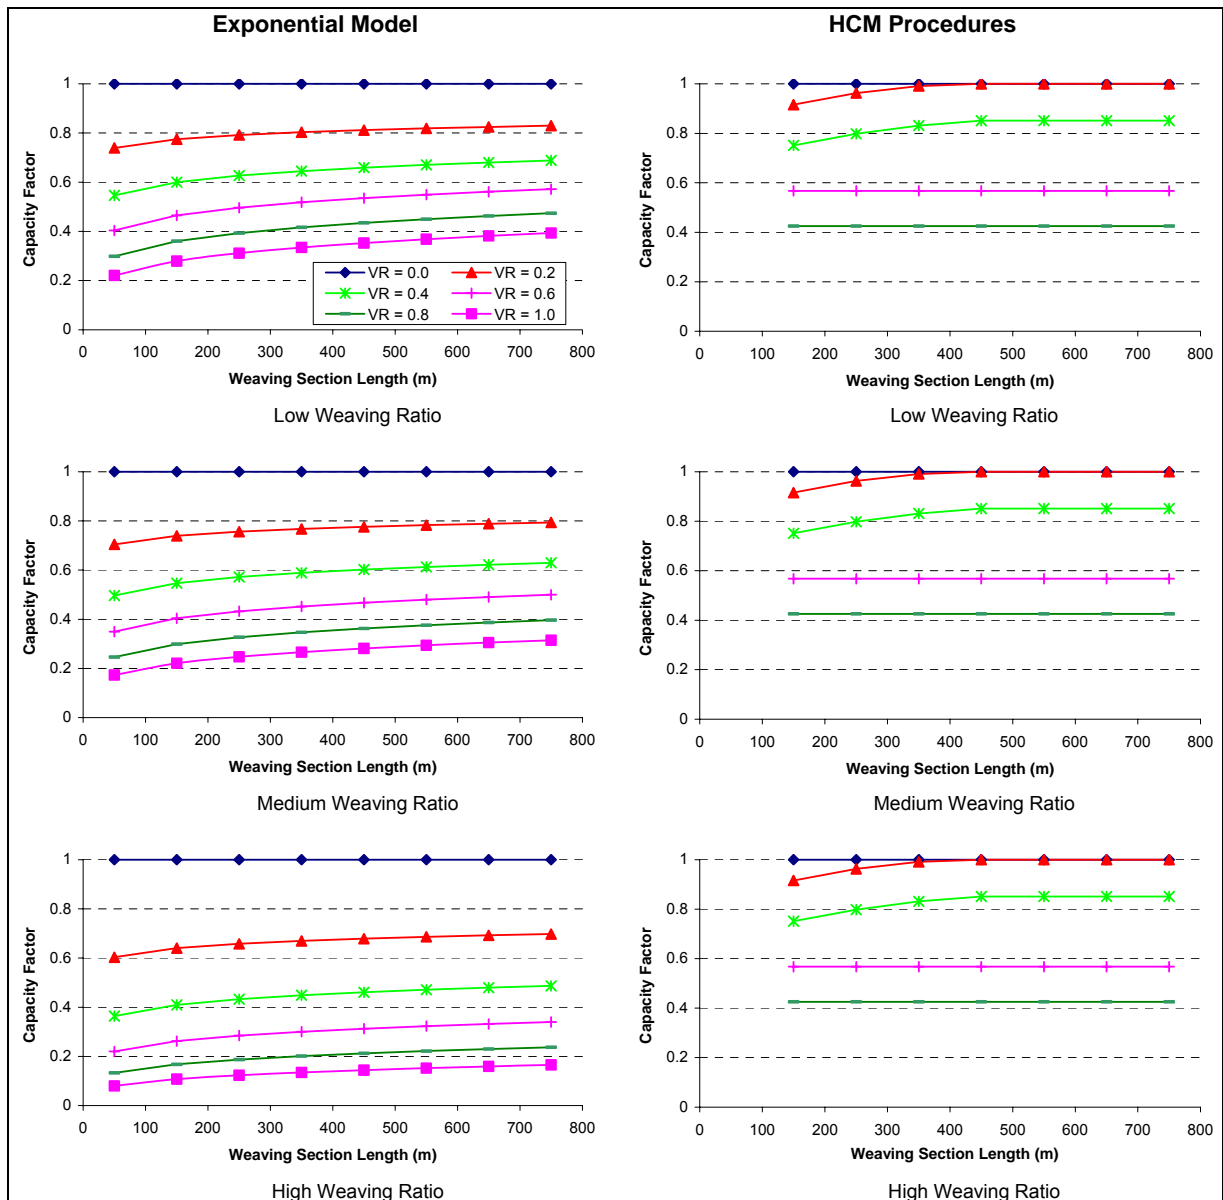 Exponential Model
HCM Procedures
1
0.8
0.6
0.4
0.2
0
Capacity Factor
VR = 0.0 VR = 0.2
VR = 0.4 VR = 0.6
VR = 0.8 VR = 1.0
0 100 200 300 400 500 600 700 800
Weaving Section Length (m)
Low Weaving Ratio
1
0.8
0.6
0.4
0.2
0
Capacity Factor
0 100 200 300 400 500 600 700 800
Weaving Section Length (m)
Low Weaving Ratio
1
0.8
0.6
0.4
0.2
0
Capacity Factor
0 100 200 300 400 500 600 700 800
Weaving Section Length (m)
Medium Weaving Ratio
1
0.8
0.6
0.4
0.2
0
Capacity Factor
0 100 200 300 400 500 600 700 800
Weaving Section Length (m)
Medium Weaving Ratio
1
0.8
0.6
0.4
0.2
0
Capacity Factor
0 100 200 300 400 500 600 700 800
Weaving Section Length (m)
High Weaving Ratio
1
0.8
0.6
0.4
0.2
0
Capacity Factor
0 100 200 300 400 500 600 700 800
Weaving Section Length (m)
High Weaving Ratio